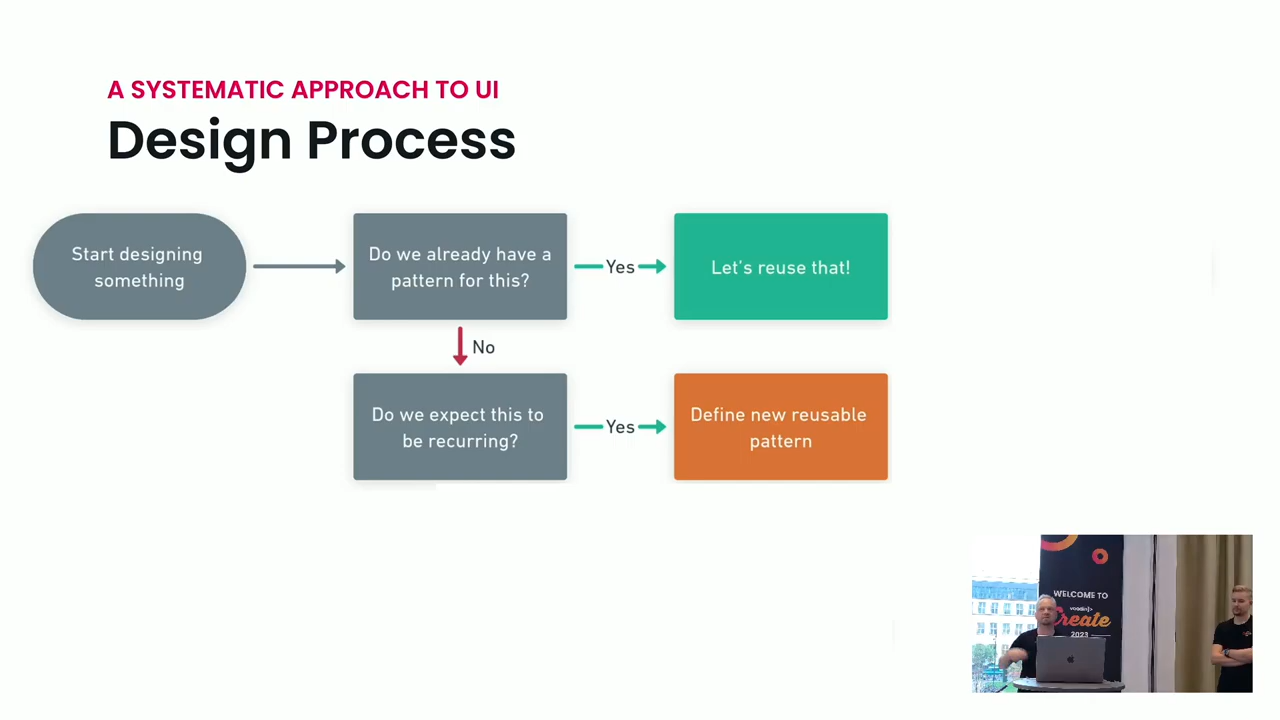 A SYSTEMATIC APPROACH TO UI
Design Process
Start designing
something
Do we already have a
pattern for this?
Yes
Let's reuse that!
No
Do we expect this to
be recurring?
Yes
Define new reusable
pattern
WELCOME TO
vaadin}>
Create
2023